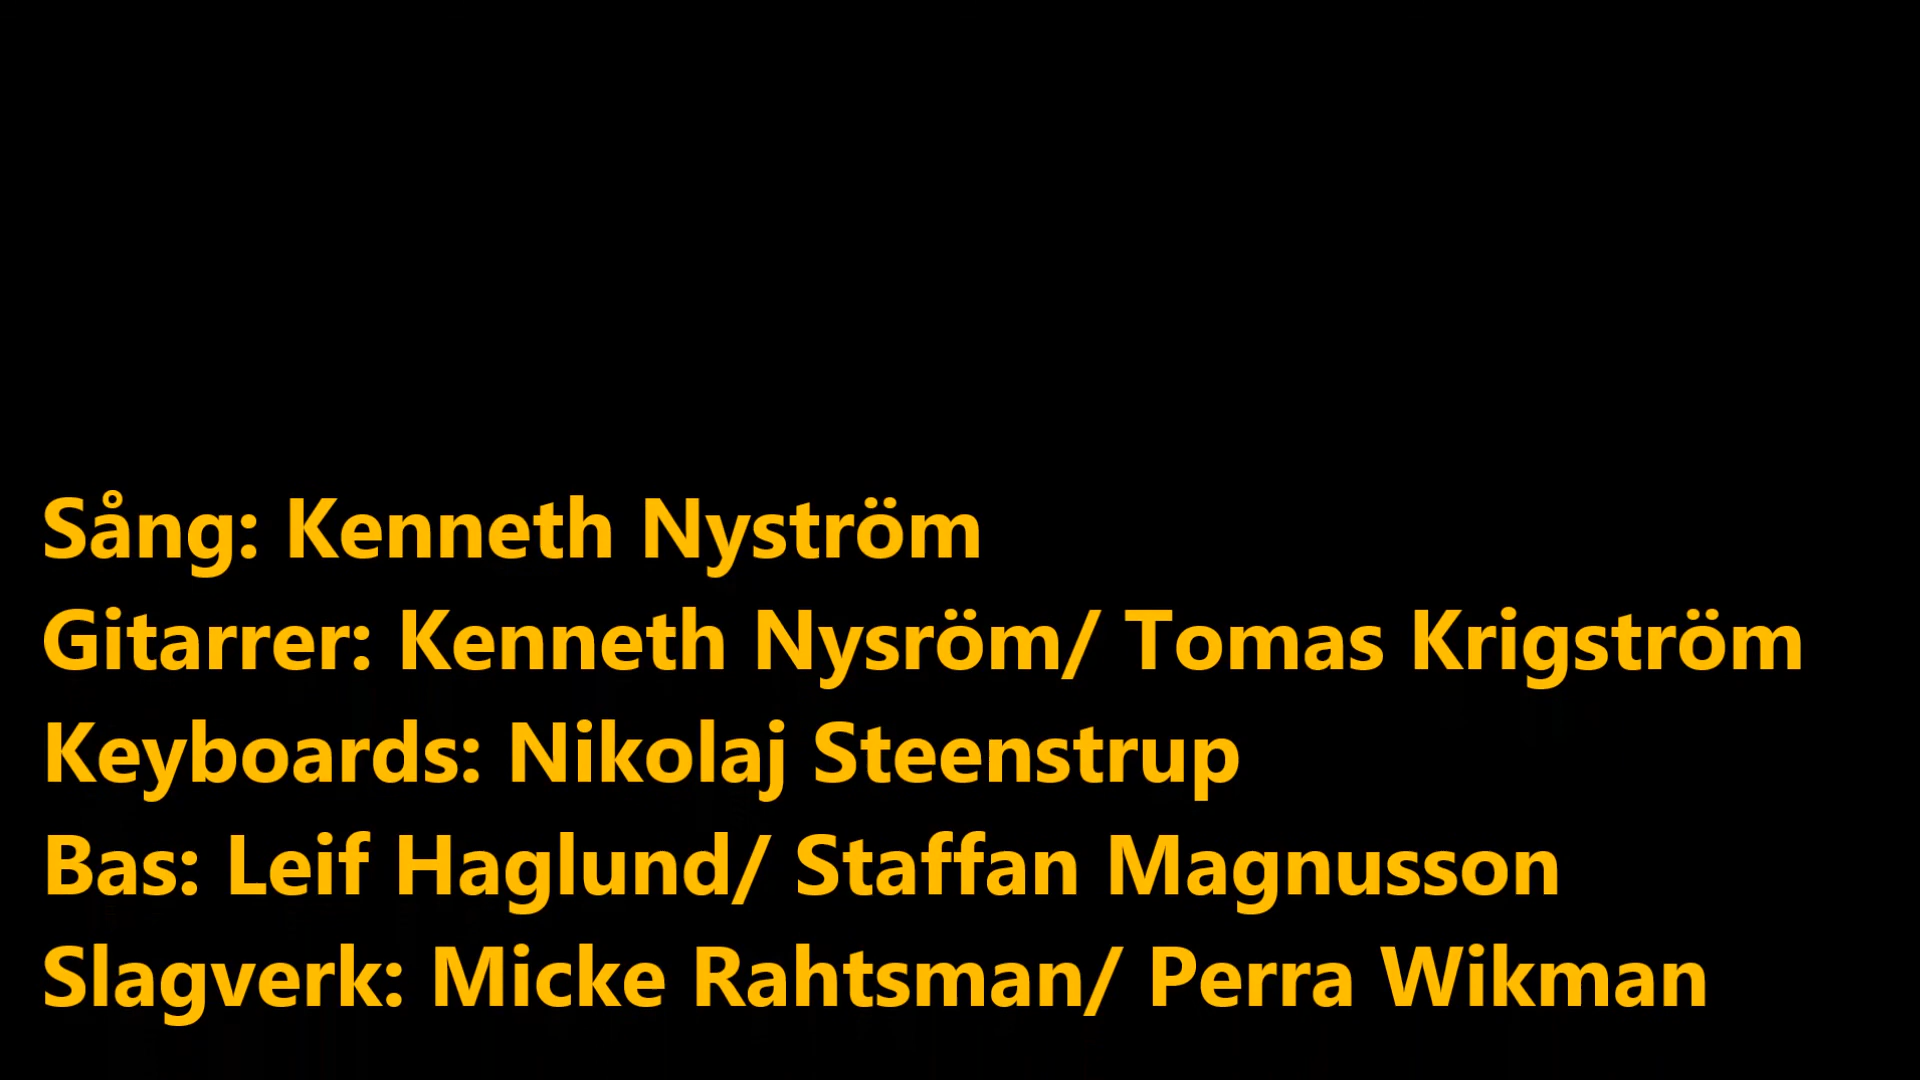 Sång: Kenneth Nyström
Gitarrer: Kenneth Nysröm/ Tomas Krigström
Keyboards: Nikolaj Steenstrup
Bas: Leif Haglund/ Staffan Magnusson
Slagverk: Micke Rahtsman/ Perra Wikman